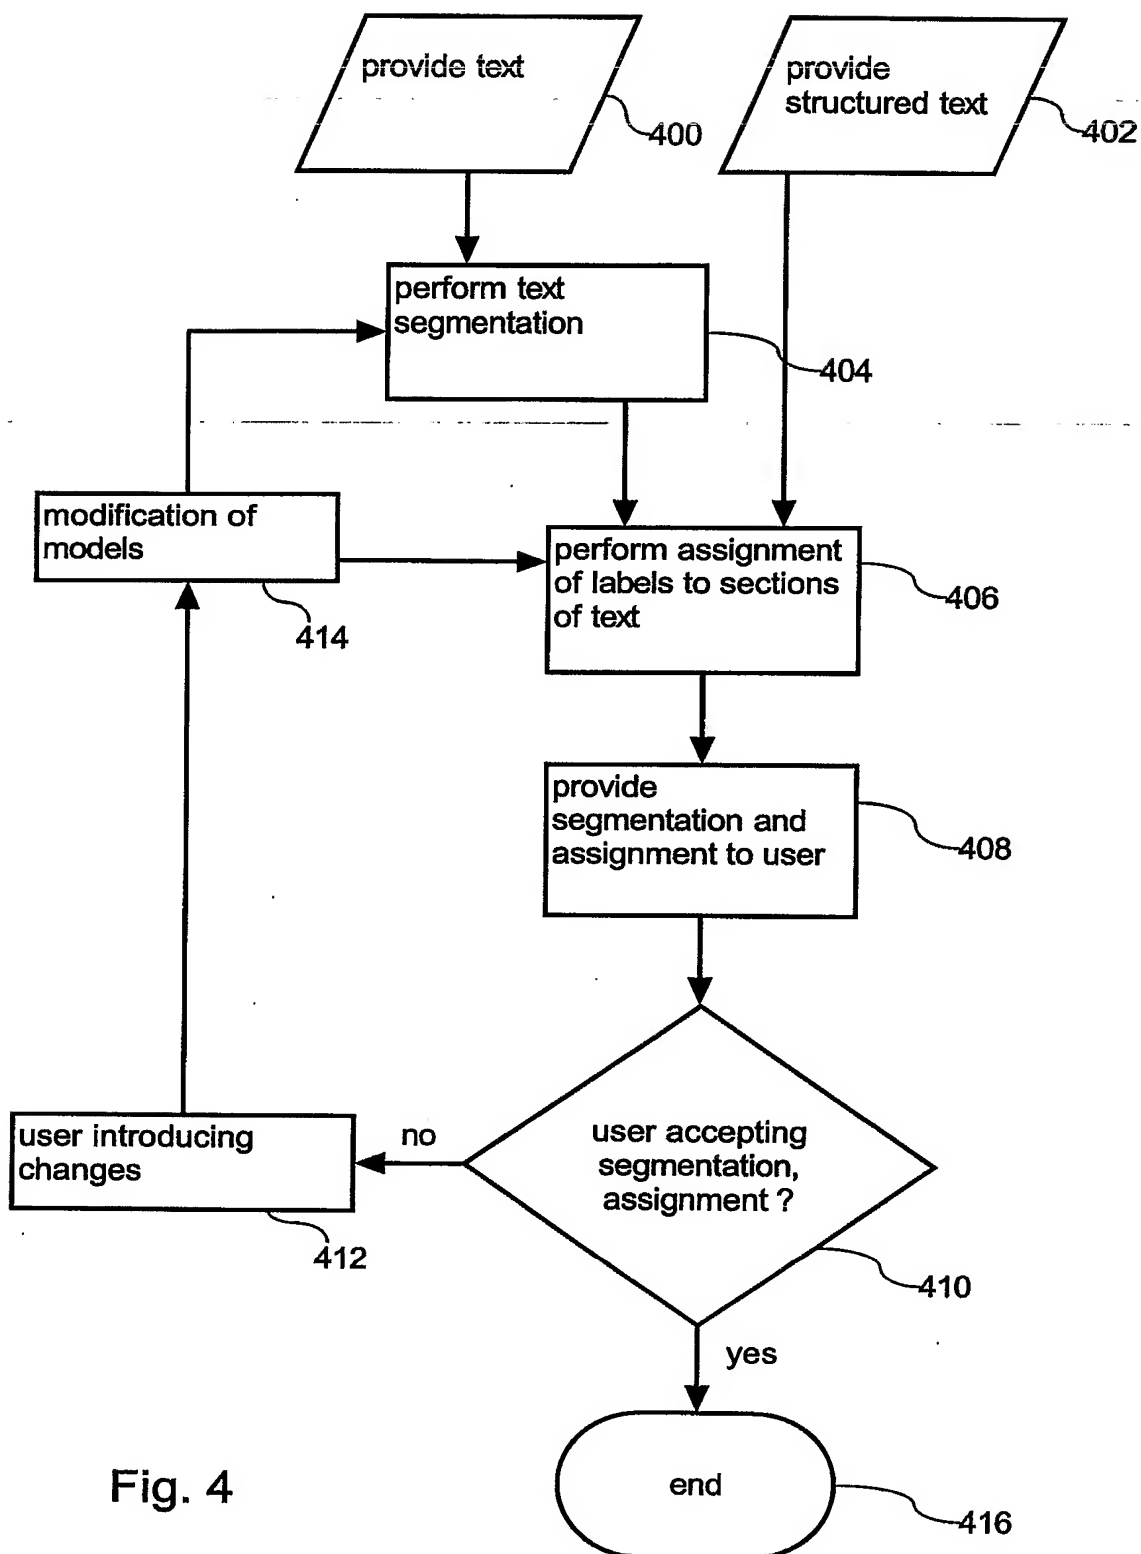 provide text
400
provide
structured text
402
perform text
segmentation
404
modification of
models
414
perform assignment
of labels to sections
of text
406
provide
segmentation and
assignment to user
408
user introducing
changes
412
no
user accepting
segmentation,
assignment ?
410
yes
end
416
Fig. 4